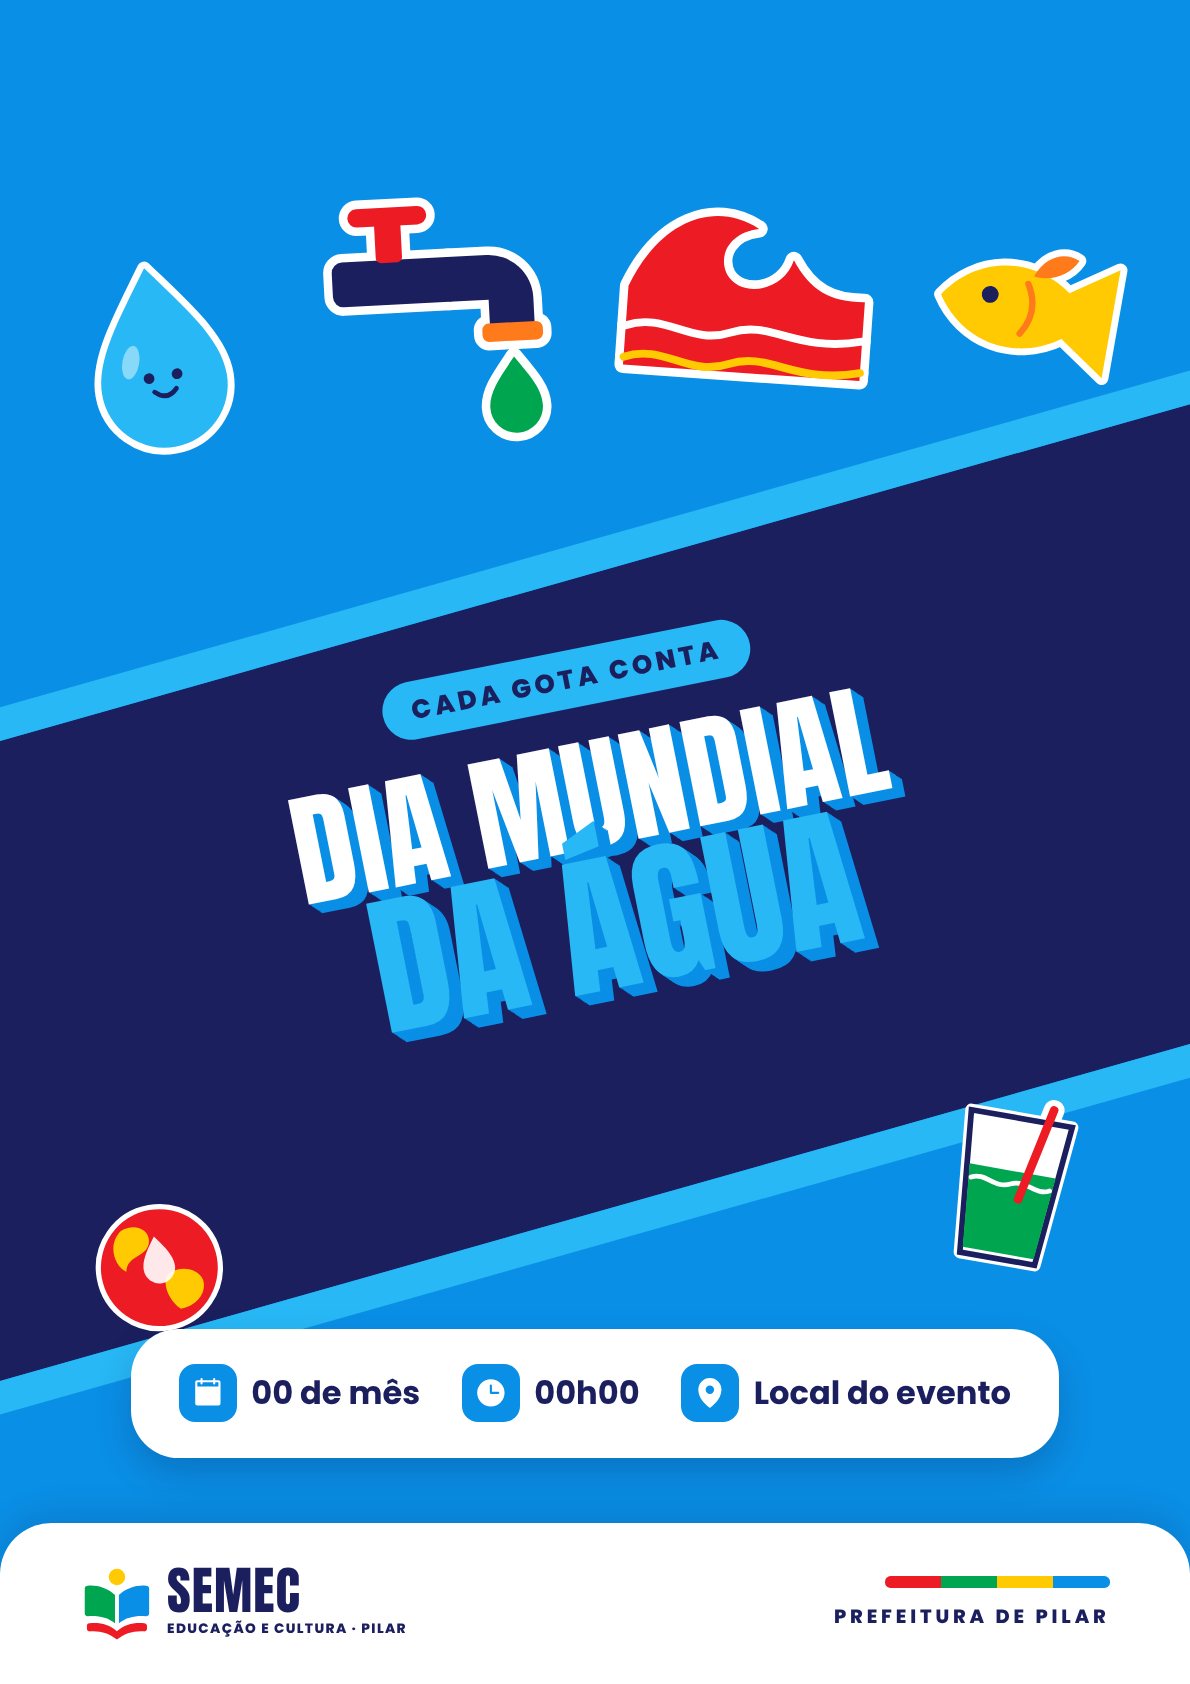 CADA GOTA CONTA
DIA MUNDIAL
DA ÁGUA
00 de mês
00h00
Local do evento
SEMEC
EDUCAÇÃO E CULTURA · PILAR
PREFEITURA DE PILAR